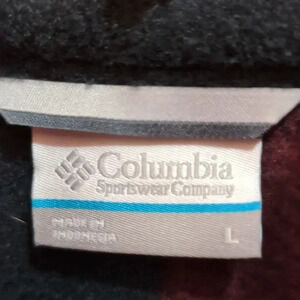 Columbia
Sportswear Company
MADE IN
INDONESIA
L